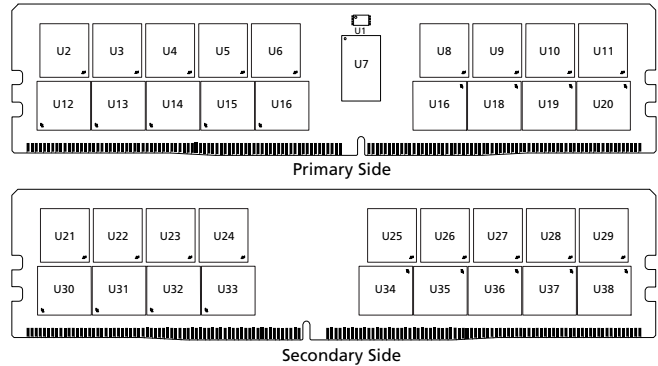 U1
U2 U3 U4 U5 U6 U7 U8 U9 U10 U11
U12 U13 U14 U15 U16 U16 U18 U19 U20
Primary Side
U21 U22 U23 U24 U25 U26 U27 U28 U29
U30 U31 U32 U33 U34 U35 U36 U37 U38
Secondary Side